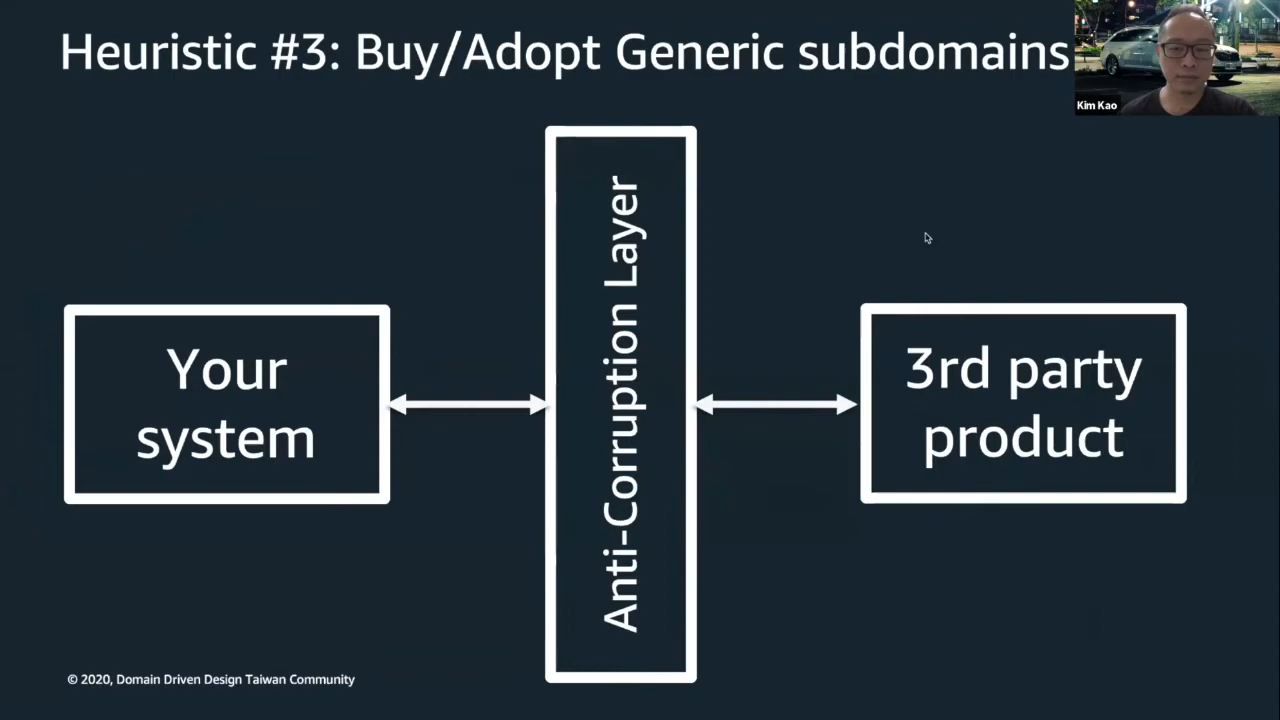 Heuristic #3: Buy/Adopt Generic subdomains
Kim Kao
Your
system
Anti-Corruption Layer
3rd party
product
© 2020, Domain Driven Design Taiwan Community